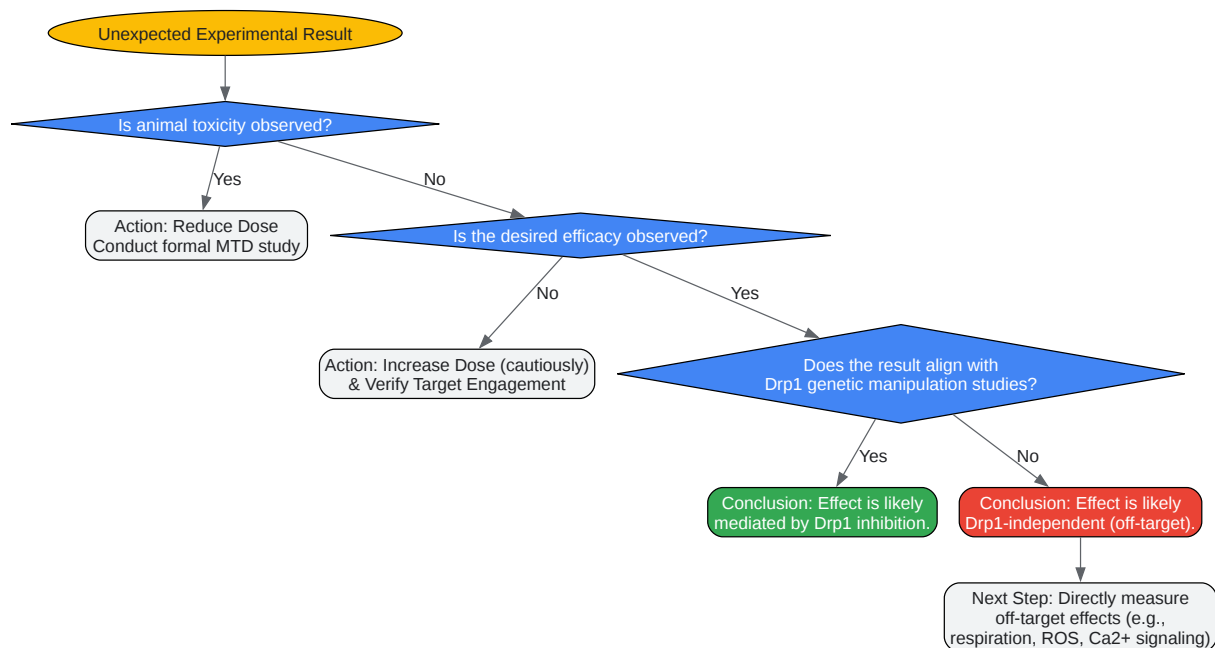 Unexpected Experimental Result
Is animal toxicity observed?
Yes
No
Action: Reduce Dose
Conduct formal MTD study
Is the desired efficacy observed?
No
Yes
Action: Increase Dose (cautiously)
& Verify Target Engagement
Does the result align with
Drp1 genetic manipulation studies?
Yes
No
Conclusion: Effect is likely
mediated by Drp1 inhibition.
Conclusion: Effect is likely
Drp1-independent (off-target).
Next Step: Directly measure
off-target effects (e.g.,
respiration, ROS, Ca2+ signaling)